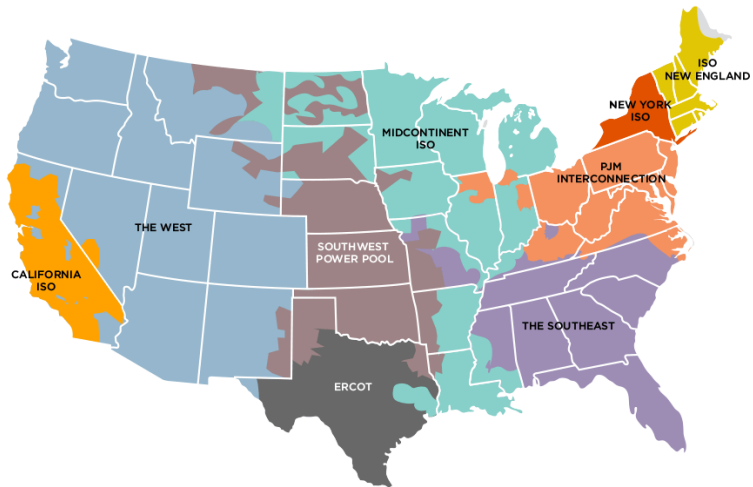 ISO
NEW ENGLAND
NEW YORK
ISO
MIDCONTINENT
ISO
PJM
INTERCONNECTION
THE WEST
SOUTHWEST
POWER POOL
CALIFORNIA
ISO
THE SOUTHEAST
ERCOT